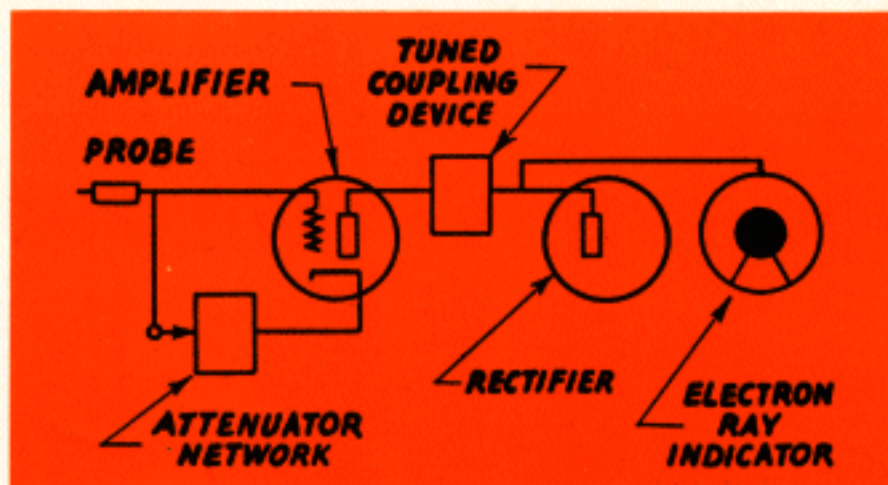 AMPLIFIER
TUNED
COUPLING
DEVICE
PROBE
ATTENUATOR
NETWORK
RECTIFIER
ELECTRON
RAY
INDICATOR